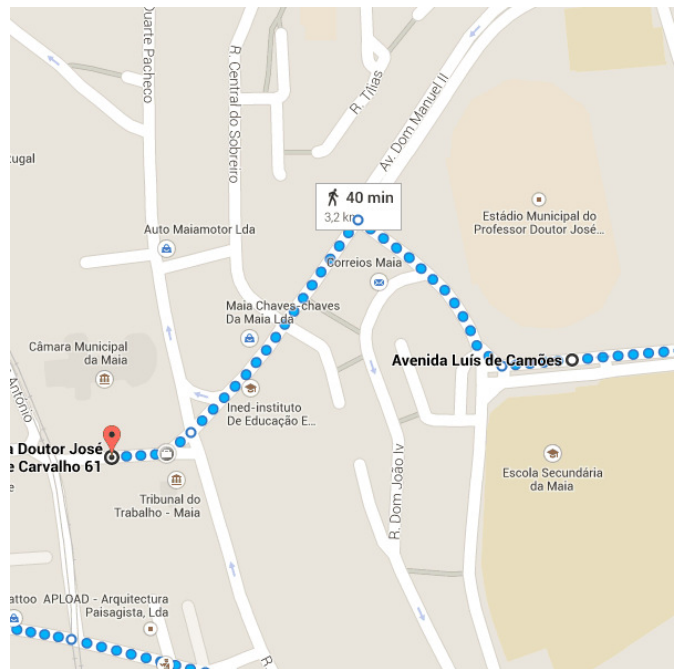 Duarte Pacheco
R. Central do Sobreiro
R. Tílias
Av. Dom Manuel II
tugal
40 min
3,2 km
Estádio Municipal do
Professor Doutor José...
Auto Maiamotor Lda
Correios Maia
Maia Chaves-chaves
Da Maia Lda
Câmara Municipal
da Maia
Avenida Luís de Camões
António
Ined-instituto
De Educação E...
a Doutor José
e Carvalho 61
R. Dom João Iv
Escola Secundária
da Maia
Tribunal do
Trabalho - Maia
attoo
APLOAD - Arquitectura
Paisagista, Lda
R